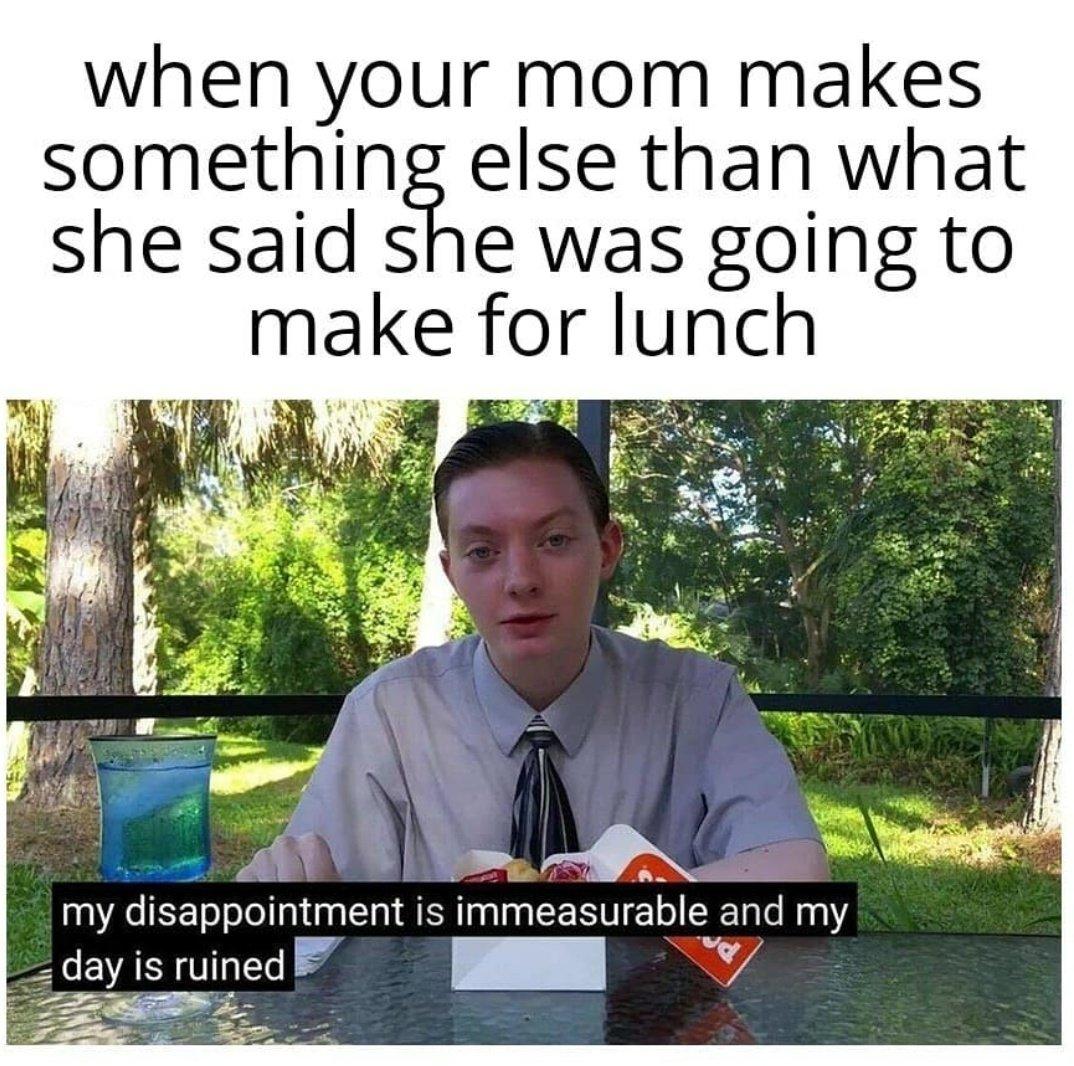 when your mom makes
something else than what
she said she was going to
make for lunch
my disappointment is immeasurable and my
day is ruined